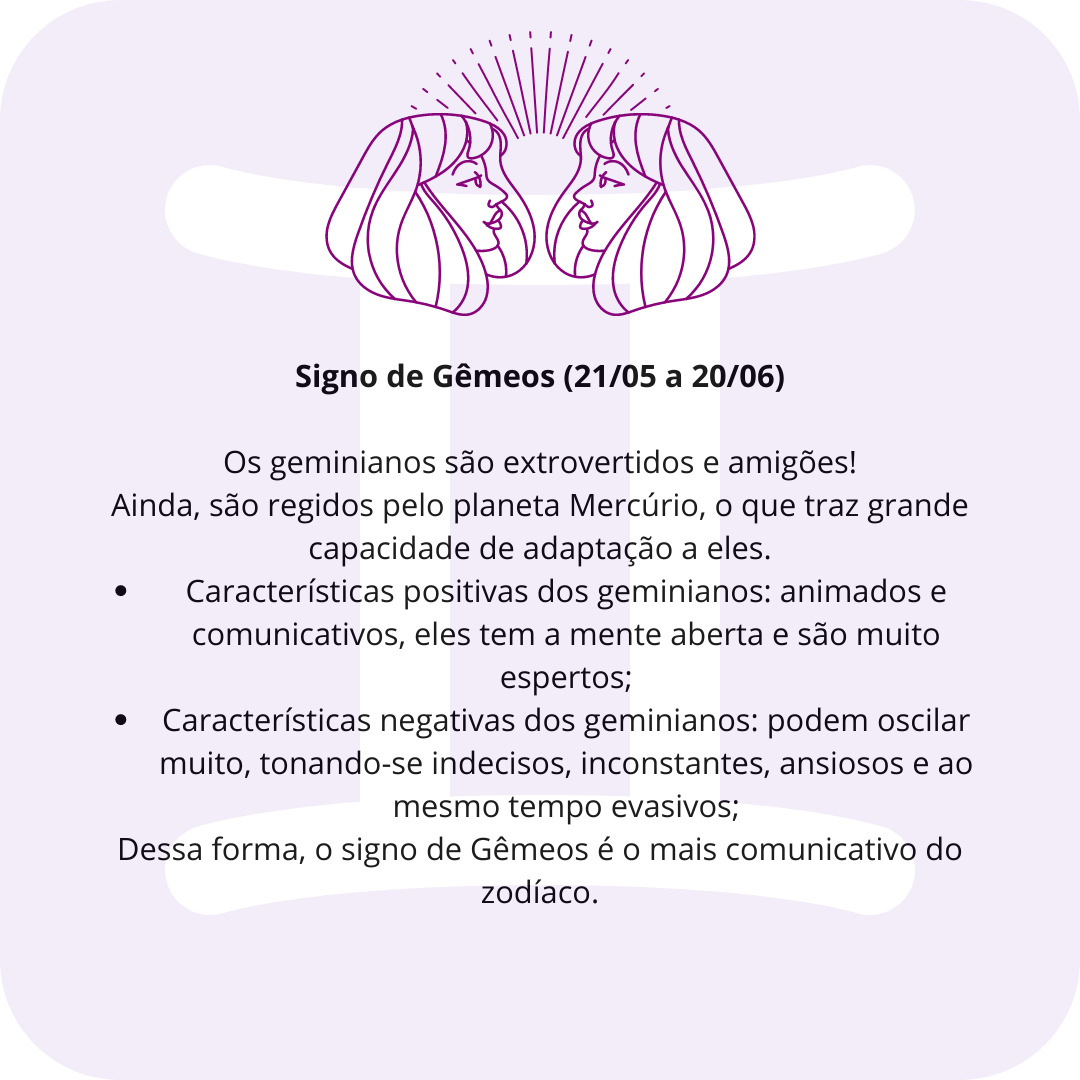 Signo de Gêmeos (21/05 a 20/06)
Os geminianos são extrovertidos e amigões!
Ainda, são regidos pelo planeta Mercúrio, o que traz grande
capacidade de adaptação a eles.
• Características positivas dos geminianos: animados e
comunicativos, eles tem a mente aberta e são muito
espertos;
• Características negativas dos geminianos: podem oscilar
muito, tonando-se indecisos, inconstantes, ansiosos e ao
mesmo tempo evasivos;
Dessa forma, o signo de Gêmeos é o mais comunicativo do
zodíaco.